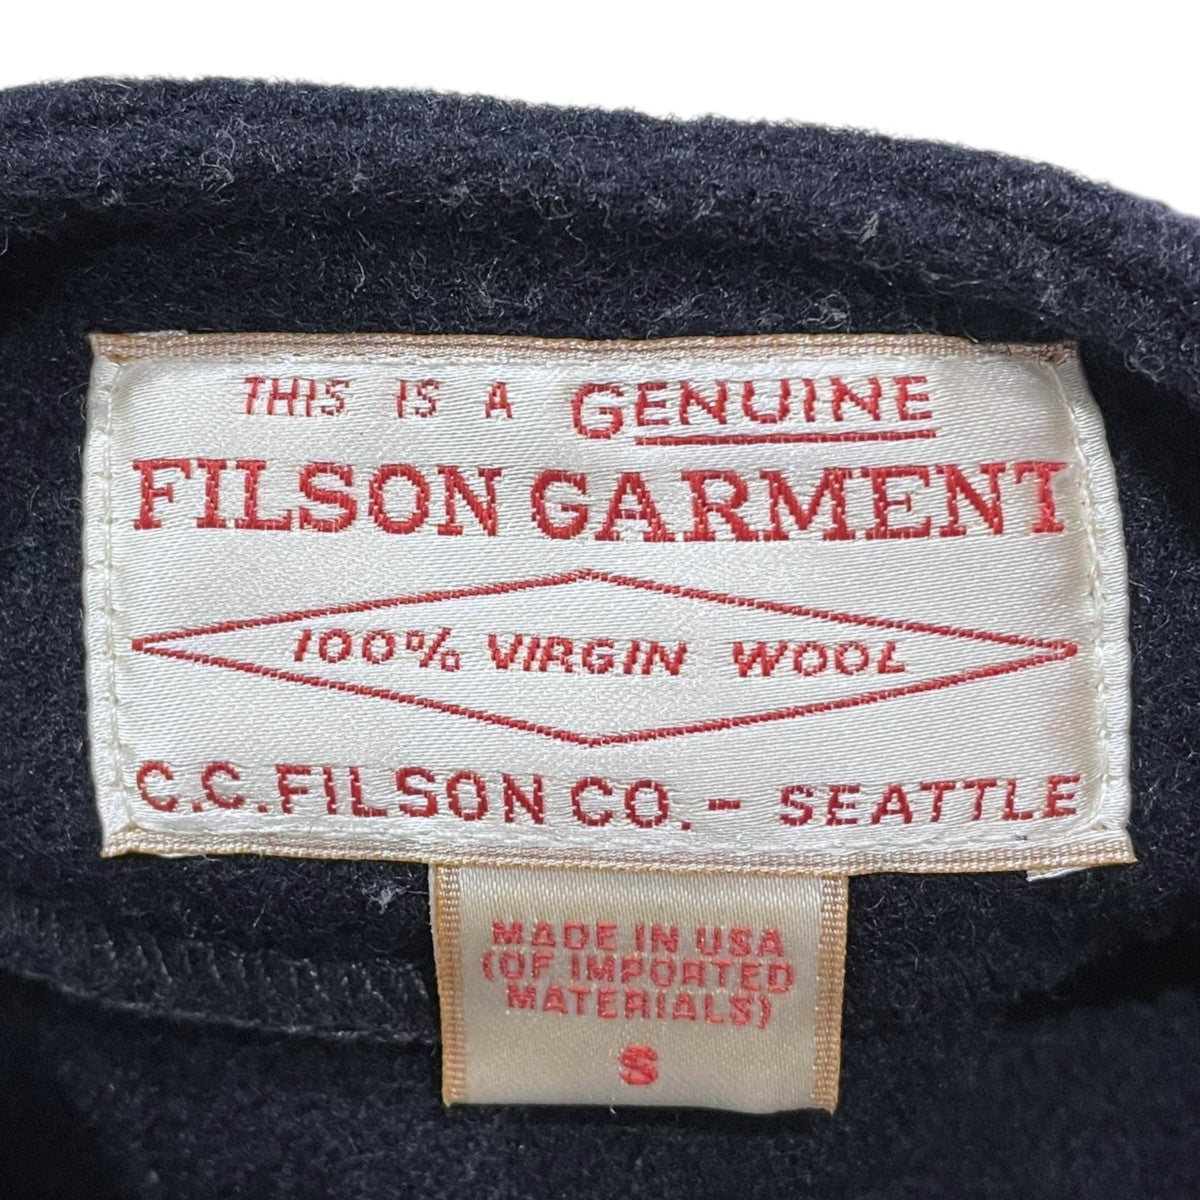 THIS IS A GENUINE
FILSON GARMENT
100% VIRGIN WOOL
C.C. FILSON CO. - SEATTLE
MADE IN USA
(OF IMPORTED
MATERIALS)
S